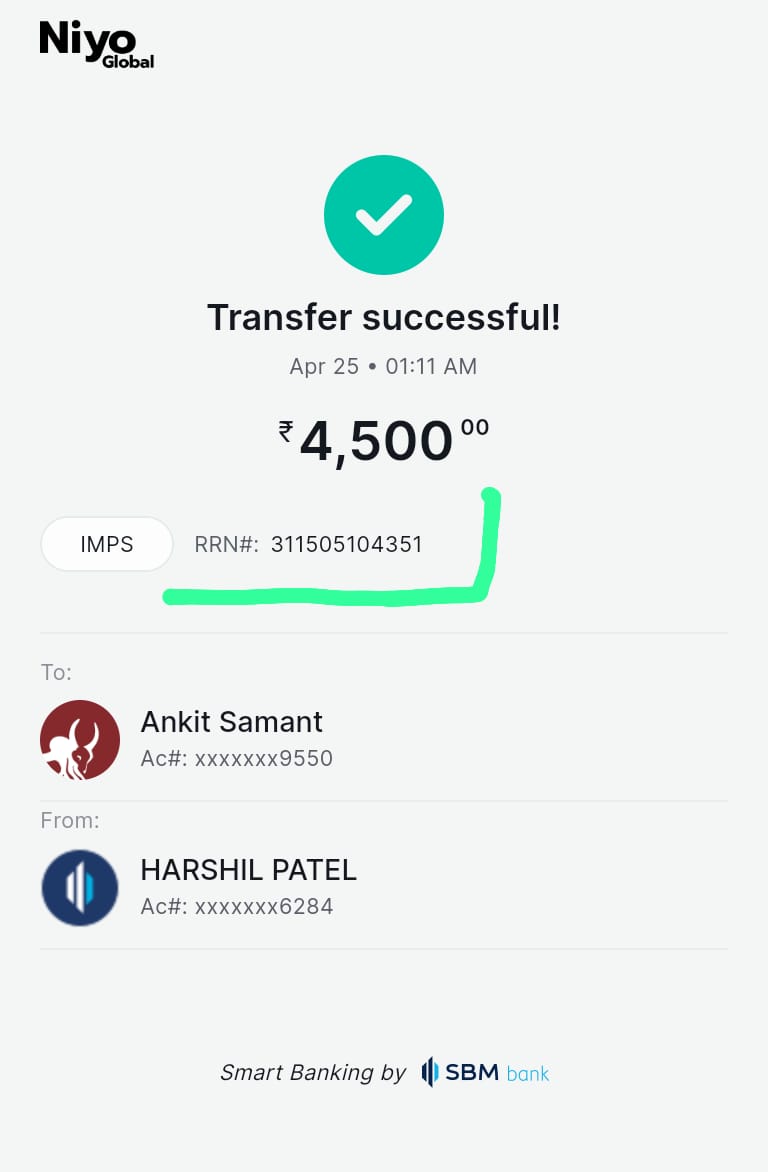 Niyo
Global
Transfer successful!
Apr 25 • 01:11 AM
₹4,500 00
IMPS RRN#: 311505104351
To:
Ankit Samant
Ac#: xxxxxxx9550
From:
HARSHIL PATEL
Ac#: xxxxxxx6284
Smart Banking by SBM bank